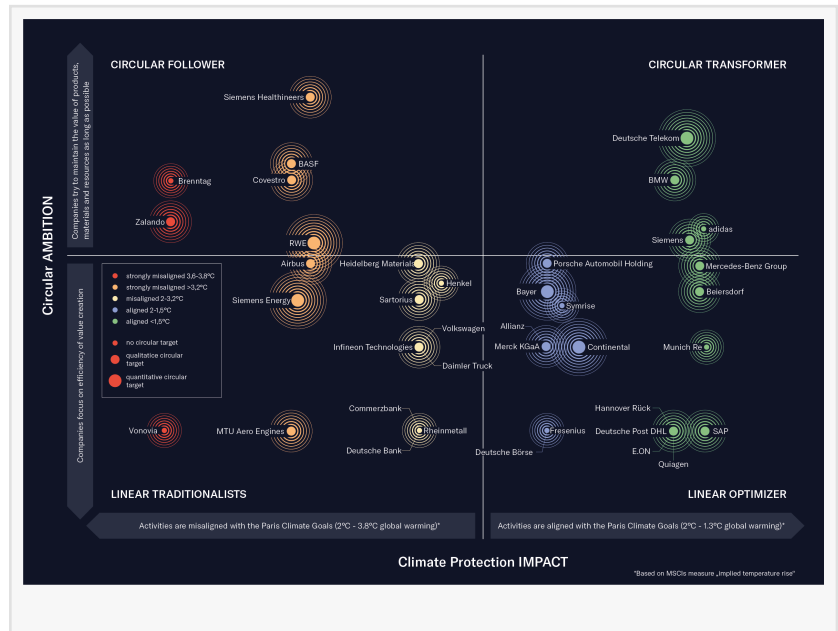 CIRCULAR FOLLOWER
CIRCULAR TRANSFORMER
Circular AMBITION
Companies try to maintain the value of products,
materials and resources as long as possible
Companies focus on efficiency of value creation
Siemens Healthineers
Deutsche Telekom
BASF
Covestro
Brenntag
BMW
Zalando
adidas
Siemens
RWE
Airbus
Heidelberg Materials
Porsche Automobil Holding
Mercedes-Benz Group
strongly misaligned 3,6-3,8°C
strongly misaligned >3,2°C
misaligned 2-3,2°C
aligned 2-1,5°C
aligned <1,5°C
no circular target
qualitatice circular
target
quantitative circular
target
Henkel
Siemens Energy
Sartorius
Bayer
Symrise
Beiersdorf
Volkswagen
Allianz
Infineon Technologies
Merck KGaA
Continental
Munich Re
Daimler Truck
Commerzbank
Hannover Rück
Vonovia
MTU Aero Engines
Rheinmetall
Fresenius
Deutsche Post DHL
SAP
Deutsche Bank
Deutsche Börse
E.ON
Quiagen
LINEAR TRADITIONALISTS
LINEAR OPTIMIZER
Activities are misaligned with the Paris Climate Goals (2°C - 3.8°C global warming)*
Activities are aligned with the Paris Climate Goals (2°C - 1.3°C global warming)*
Climate Protection IMPACT
*Based on MSCIs measure „Implied temperature rise"